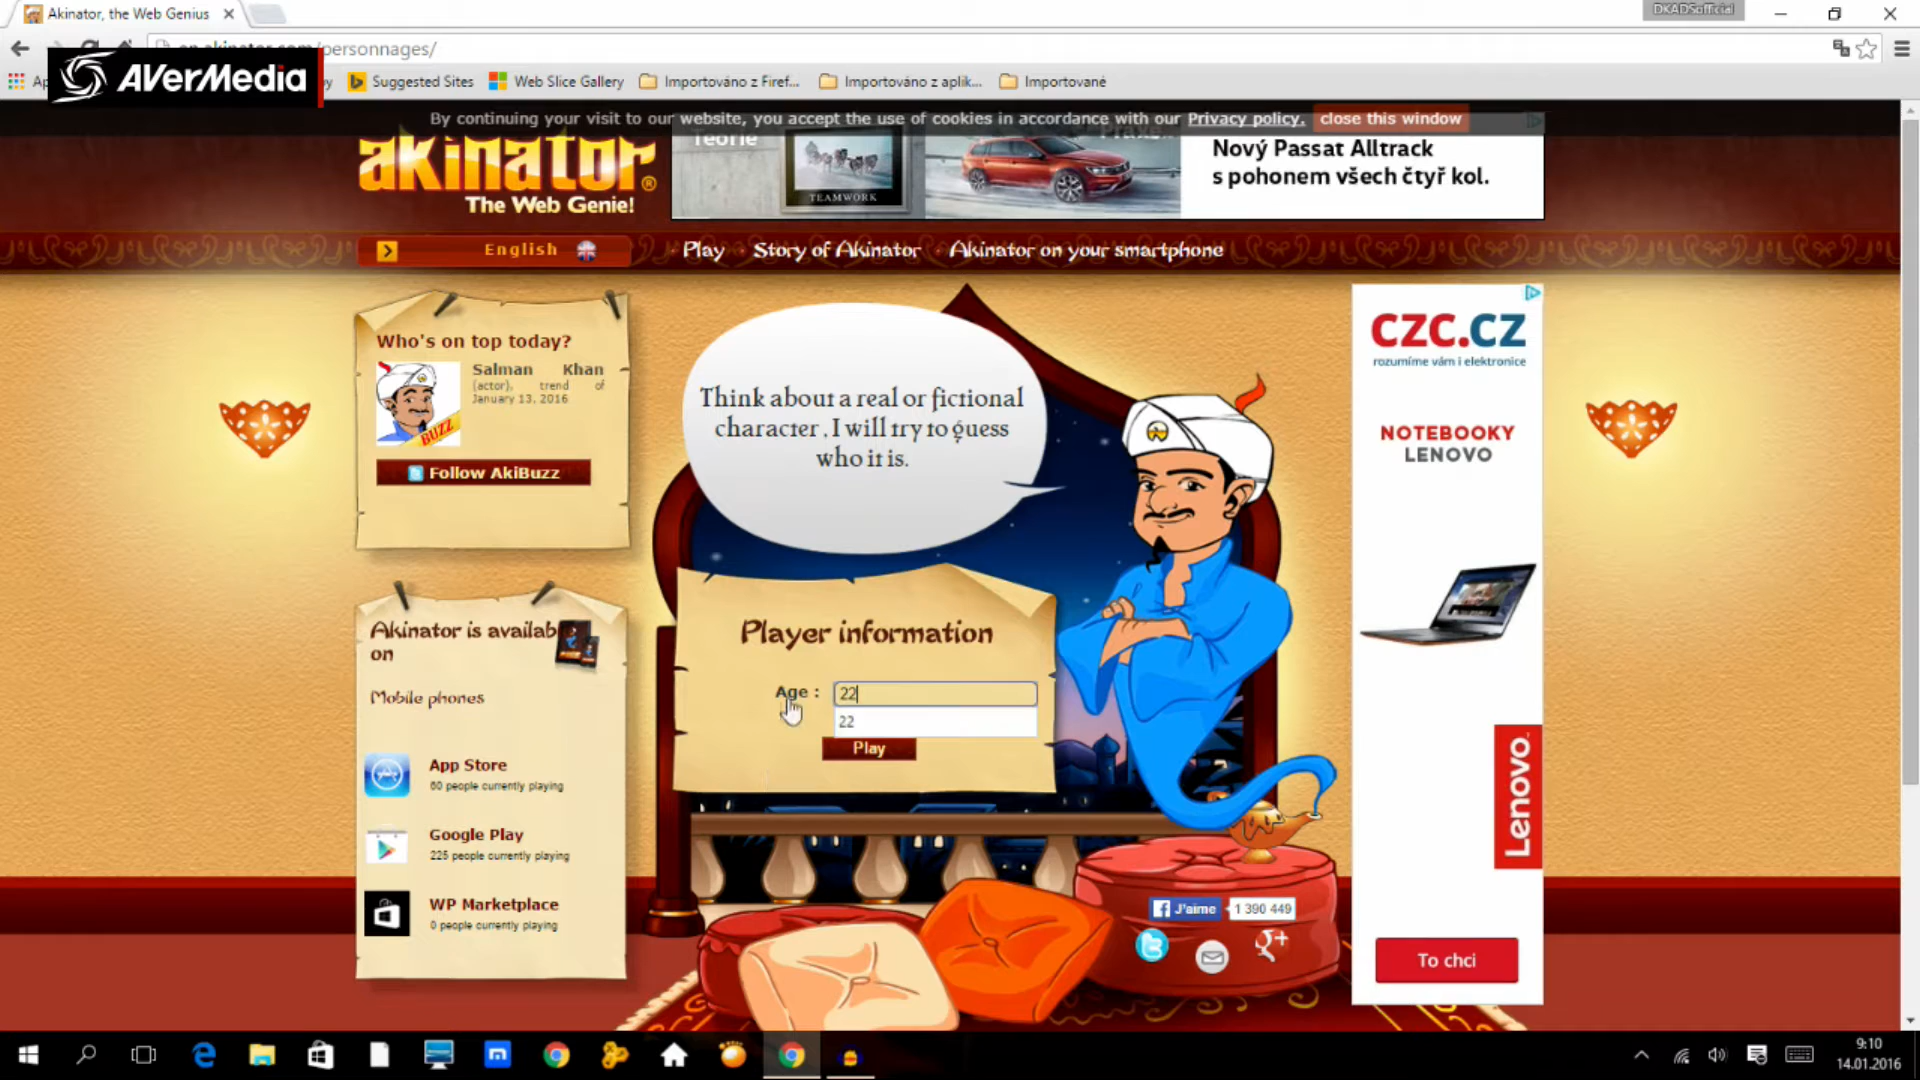 Akinator, the Web Genius
DKADSofficial
en.akinator.com/personnages/
AVerMedia
Suggested Sites
Web Slice Gallery
Importováno z Firef...
Importováno z aplik...
Importované
By continuing your visit to our website, you accept the use of cookies in accordance with our Privacy policy.
close this window
akinator®
The Web Genie!
Teorie
TEAMWORK
Praxe
Nový Passat Alltrack
s pohonem všech čtyř kol.
English
Play
Story of Akinator
Akinator on your smartphone
Who's on top today?
Salman Khan
(actor), trend of
January 13, 2016
BUZZ
Follow AkiBuzz
Think about a real or fictional
character. I will try to guess
who it is.
CZC.CZ
rozumíme vám i elektronice
NOTEBOOKY
LENOVO
Akinator is availab
on
Mobile phones
App Store
60 people currently playing
Google Play
225 people currently playing
WP Marketplace
0 people currently playing
Player information
Age :
22
22
Play
Lenovo
J'aime
1 390 449
To chci
9:10
14.01.2016